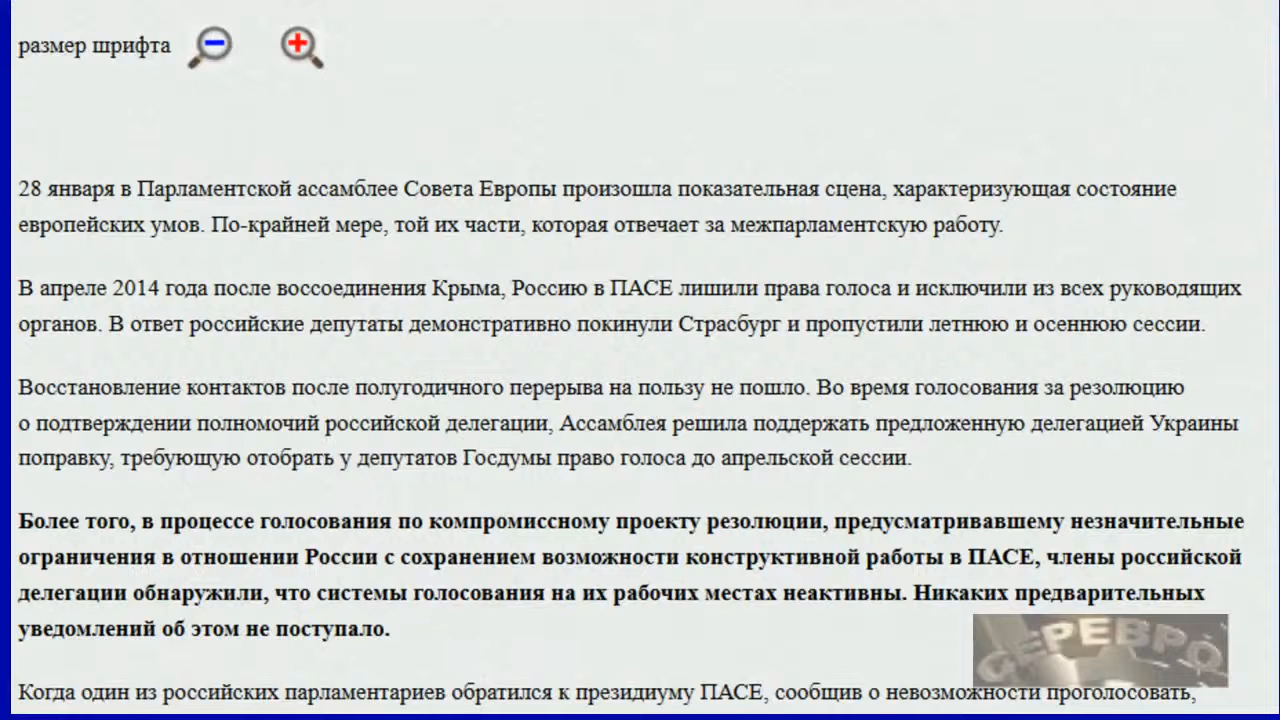 размер шрифта
28 января в Парламентской ассамблее Совета Европы произошла показательная сцена, характеризующая состояние
европейских умов. По-крайней мере, той их части, которая отвечает за межпарламентскую работу.
В апреле 2014 года после воссоединения Крыма, Россию в ПАСЕ лишили права голоса и исключили из всех руководящих
органов. В ответ российские депутаты демонстративно покинули Страсбург и пропустили летнюю и осеннюю сессии.
Восстановление контактов после полугодичного перерыва на пользу не пошло. Во время голосования за резолюцию
о подтверждении полномочий российской делегации, Ассамблея решила поддержать предложенную делегацией Украины
поправку, требующую отобрать у депутатов Госдумы право голоса до апрельской сессии.
Более того, в процессе голосования по компромиссному проекту резолюции, предусматривавшему незначительные
ограничения в отношении России с сохранением возможности конструктивной работы в ПАСЕ, члены российской
делегации обнаружили, что системы голосования на их рабочих местах неактивны. Никаких предварительных
уведомлений об этом не поступало.
СЕРЕБРО
Когда один из российских парламентариев обратился к президиуму ПАСЕ, сообщив о невозможности проголосовать,